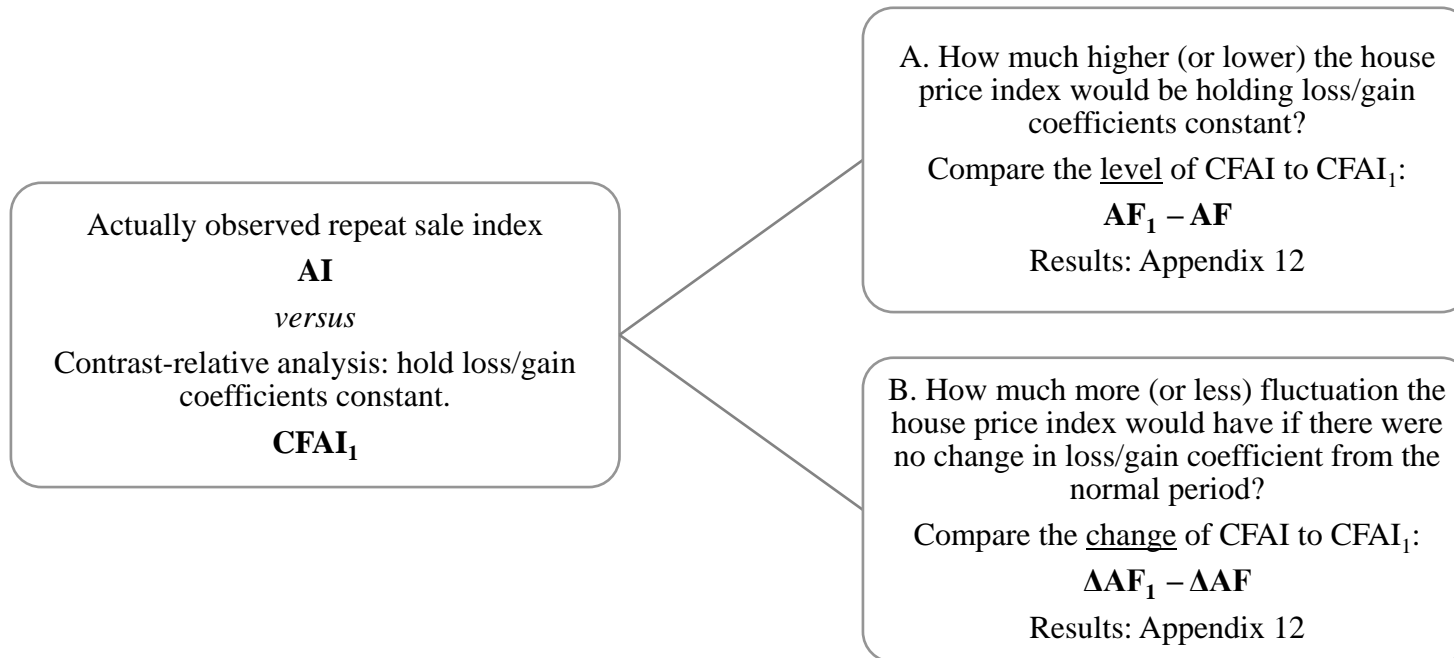 Actually observed repeat sale index
AI
versus
Contrast-relative analysis: hold loss/gain
coefficients constant.
CFAI₁
A. How much higher (or lower) the house
price index would be holding loss/gain
coefficients constant?
Compare the level of CFAI to CFAI₁:
AF₁ – AF
Results: Appendix 12
B. How much more (or less) fluctuation the
house price index would have if there were
no change in loss/gain coefficient from the
normal period?
Compare the change of CFAI to CFAI₁:
ΔAF₁ – ΔAF
Results: Appendix 12